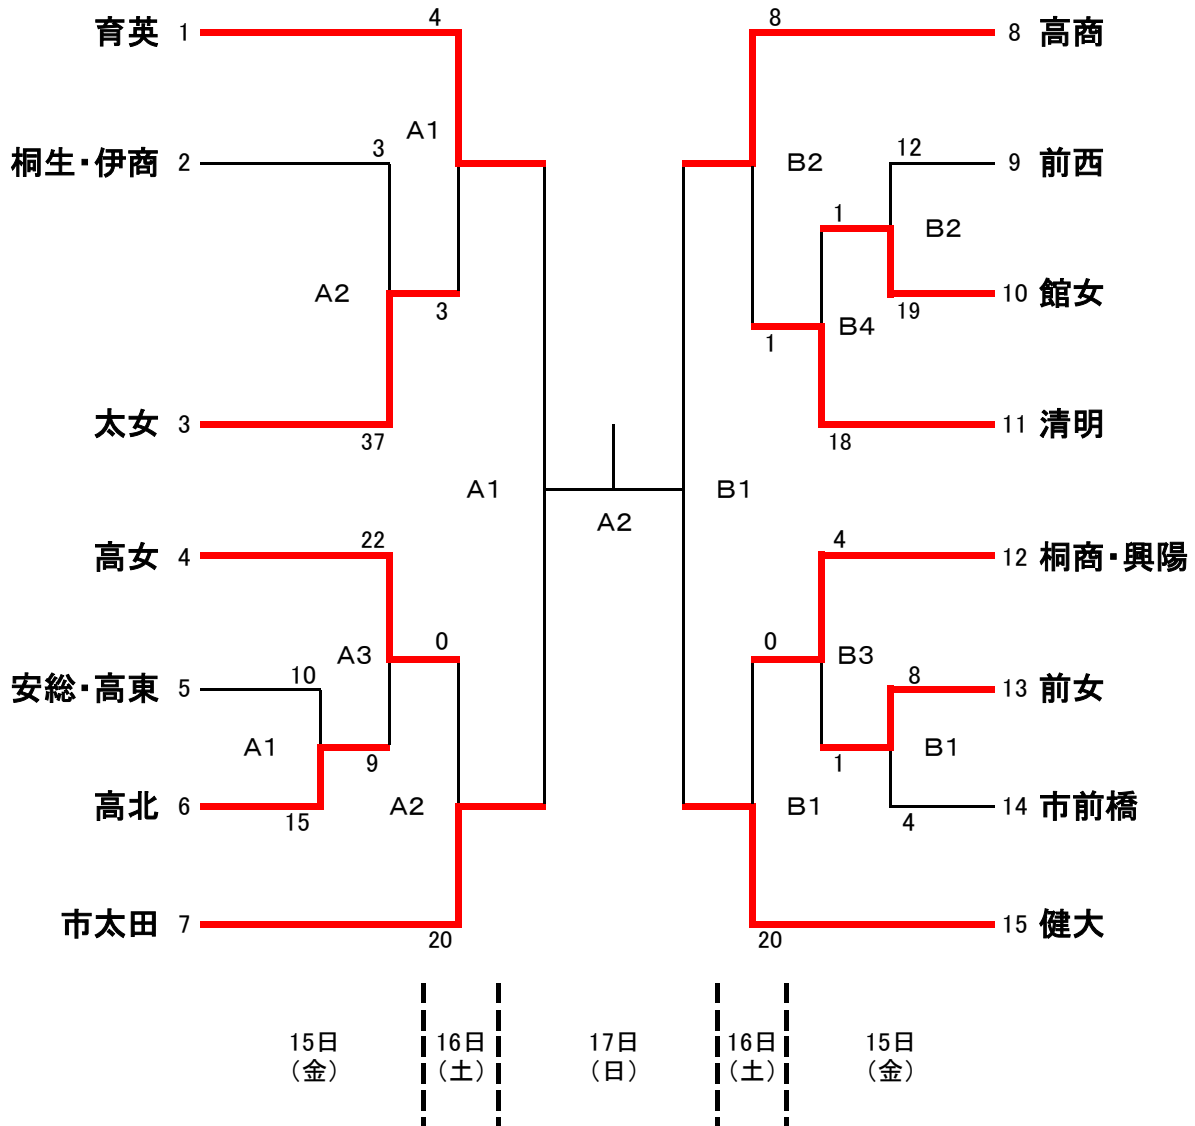 4
8
育英 1
8 高商
A1
桐生・伊商 2
3
B2
12
9 前西
1
B2
A2
3
10 館女
19
1
B4
太女 3
37
18
11 清明
A1
B1
A2
高女 4
22
4
12 桐商・興陽
0
0
A3
B3
安総・高東 5
10
8
13 前女
A1
9
1
B1
高北 6
15
A2
B1
4
14 市前橋
市太田 7
20
20
15 健大
15日 16日 17日 16日 15日
（金） （土） （日） （土） （金）